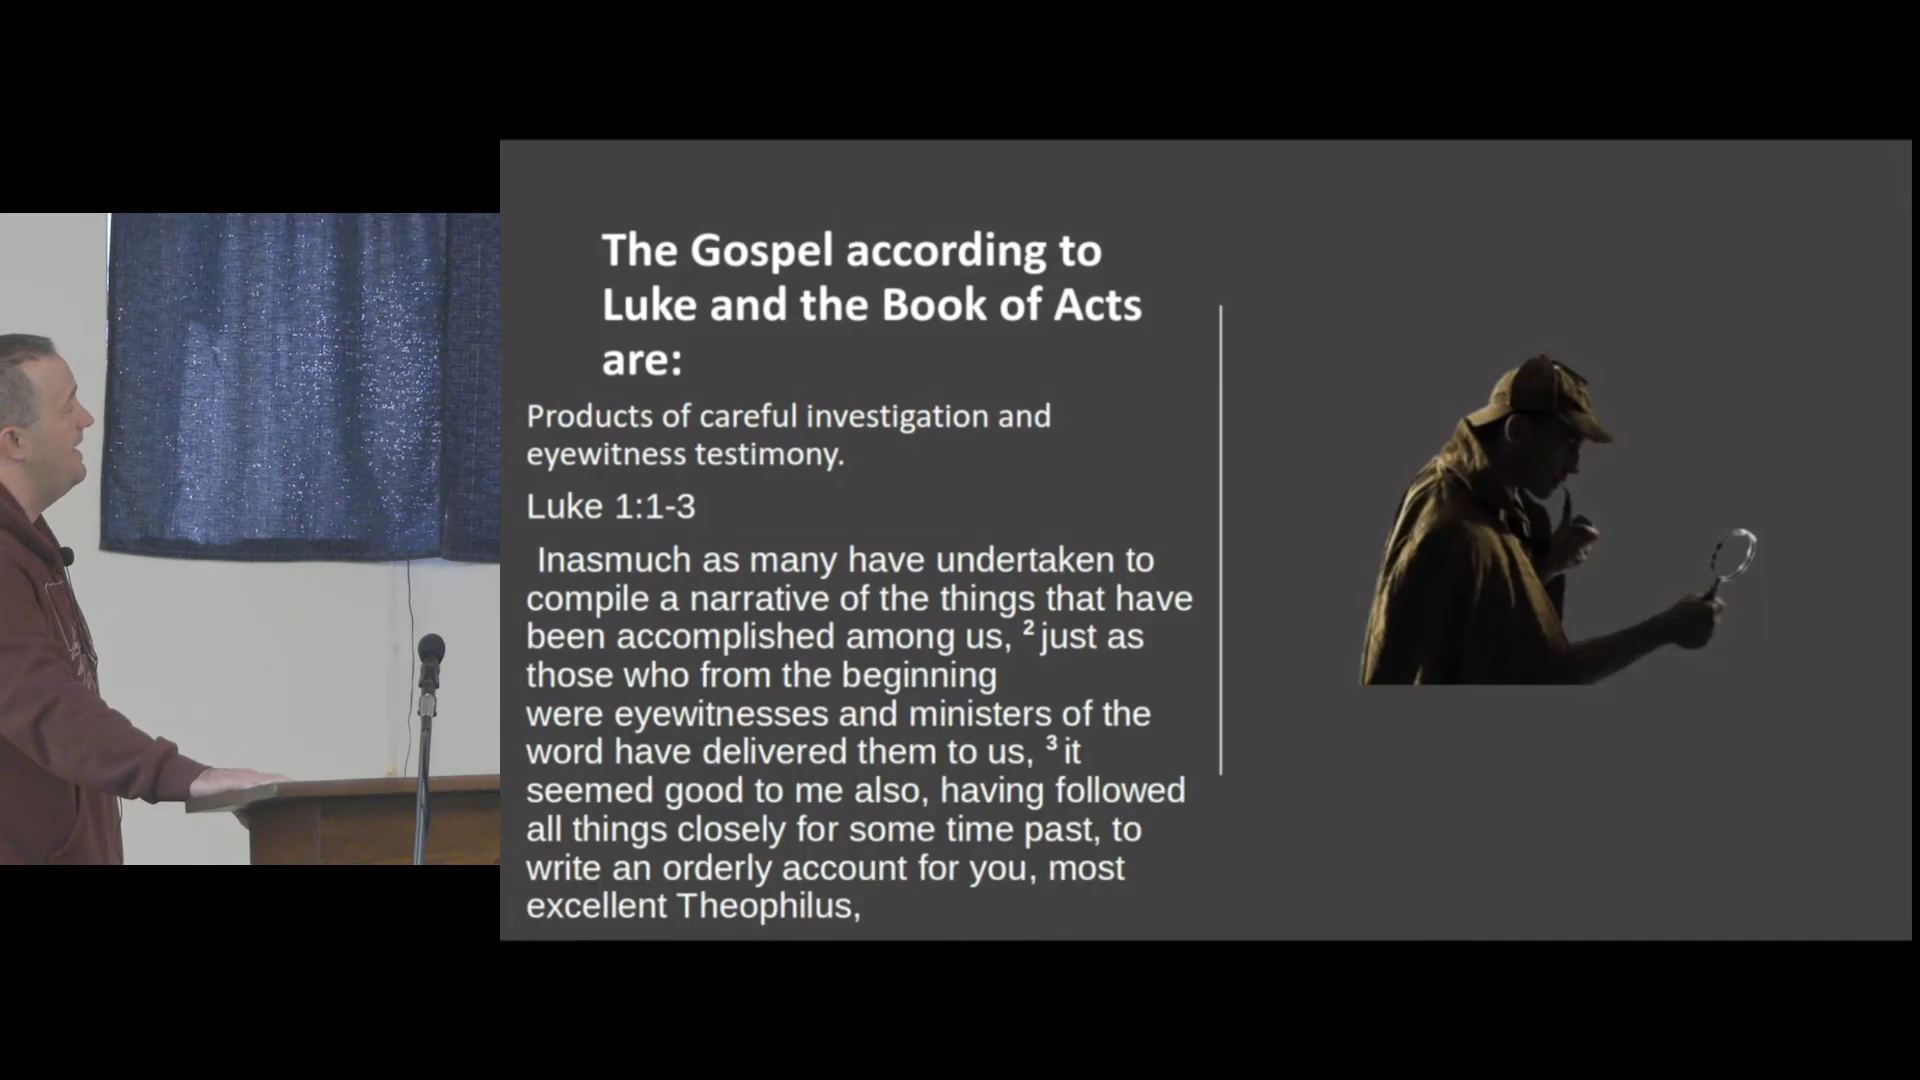 The Gospel according to
Luke and the Book of Acts
are:
Products of careful investigation and
eyewitness testimony.
Luke 1:1-3
Inasmuch as many have undertaken to
compile a narrative of the things that have
been accomplished among us, ² just as
those who from the beginning
were eyewitnesses and ministers of the
word have delivered them to us, ³ it
seemed good to me also, having followed
all things closely for some time past, to
write an orderly account for you, most
excellent Theophilus,